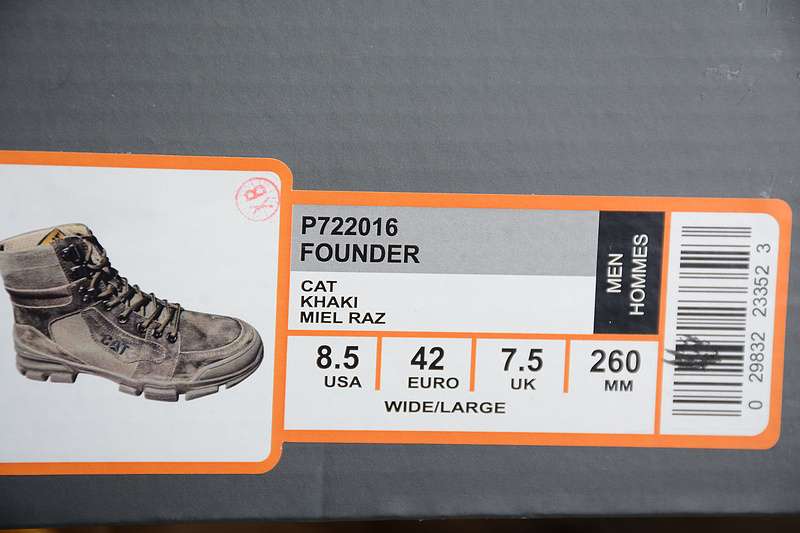 P722016
FOUNDER
CAT
KHAKI
MIEL RAZ
MEN
HOMMES
8.5 42 7.5 260
USA EURO UK MM
WIDE/LARGE
0 29832 23352 3
CAT